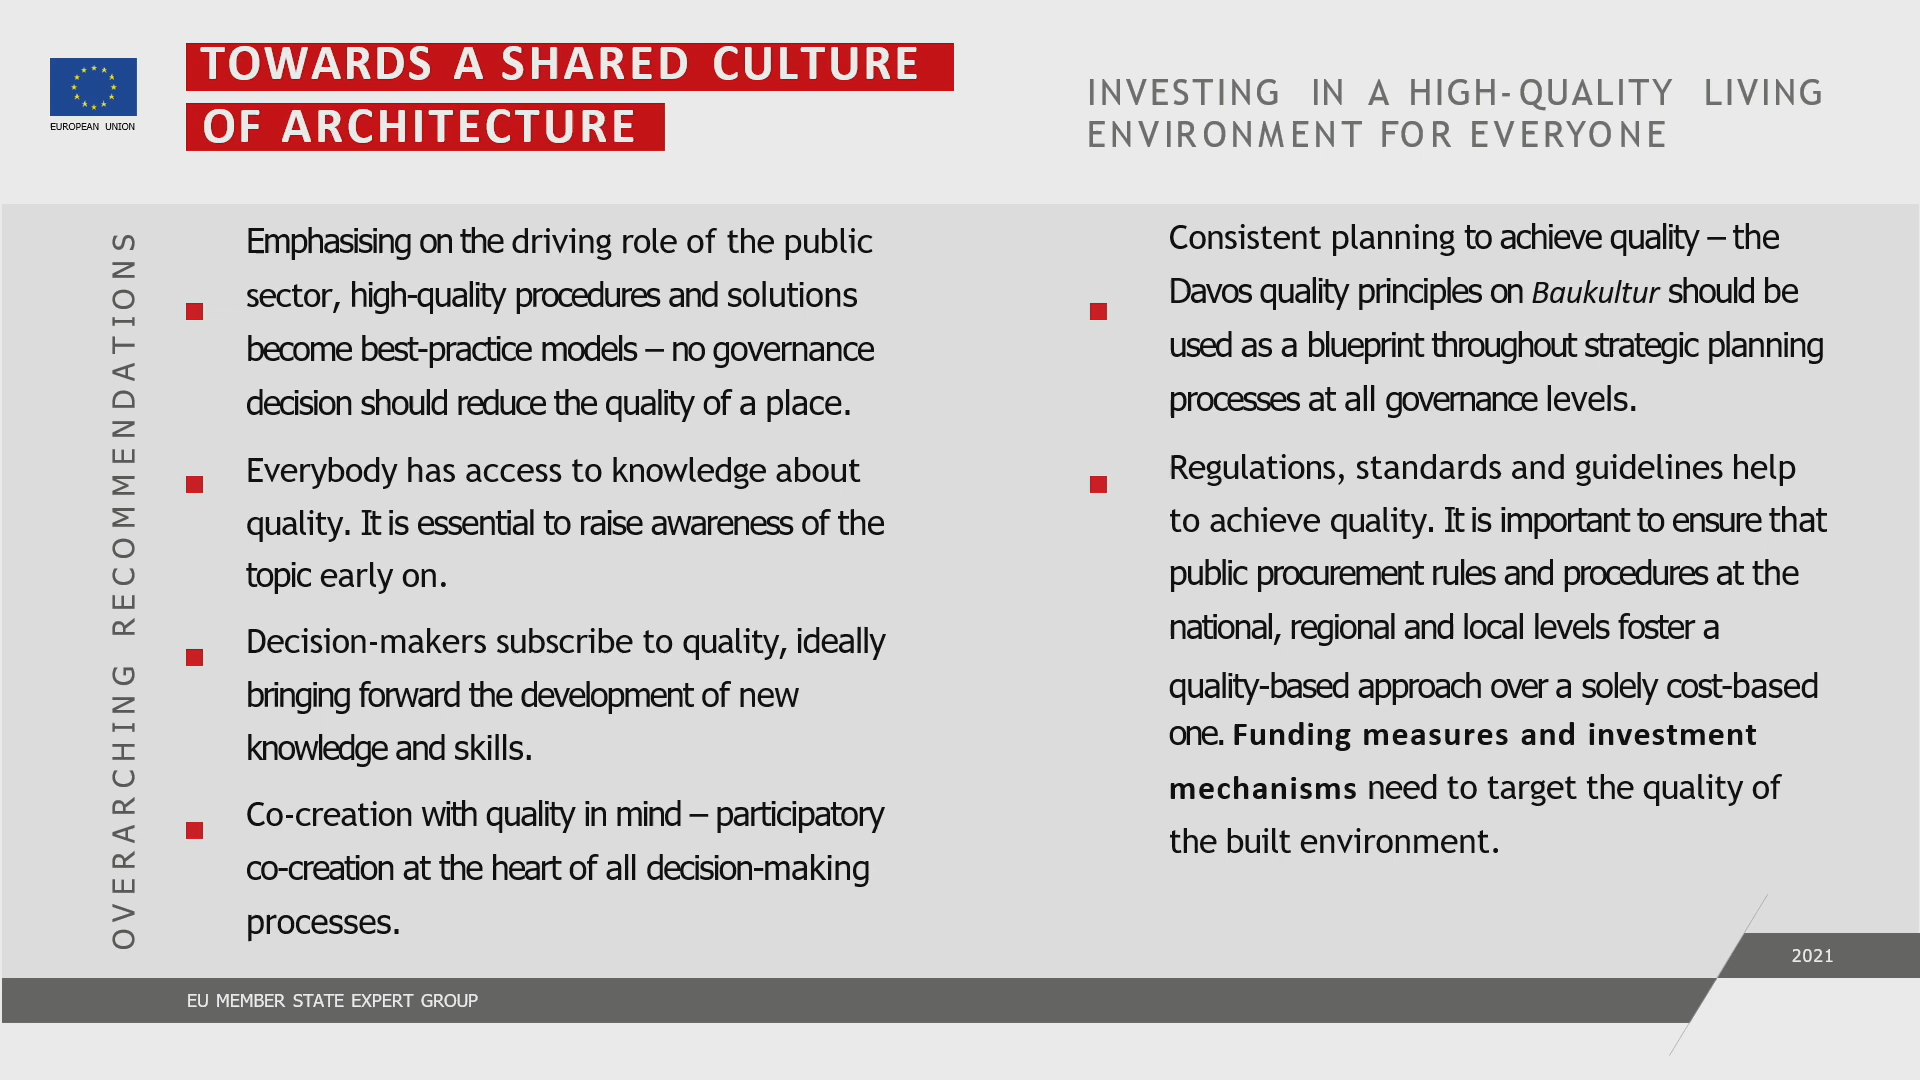 TOWARDS A SHARED CULTURE
OF ARCHITECTURE
EUROPEAN UNION
INVESTING IN A HIGH-QUALITY LIVING
ENVIRONMENT FOR EVERYONE
OVERARCHING RECOMMENDATIONS
Emphasising on the driving role of the public
sector, high-quality procedures and solutions
become best-practice models – no governance
decision should reduce the quality of a place.
Everybody has access to knowledge about
quality. It is essential to raise awareness of the
topic early on.
Decision-makers subscribe to quality, ideally
bringing forward the development of new
knowledge and skills.
Co-creation with quality in mind – participatory
co-creation at the heart of all decision-making
processes.
Consistent planning to achieve quality – the
Davos quality principles on Baukultur should be
used as a blueprint throughout strategic planning
processes at all governance levels.
Regulations, standards and guidelines help
to achieve quality. It is important to ensure that
public procurement rules and procedures at the
national, regional and local levels foster a
quality-based approach over a solely cost-based
one. Funding measures and investment
mechanisms need to target the quality of
the built environment.
2021
EU MEMBER STATE EXPERT GROUP